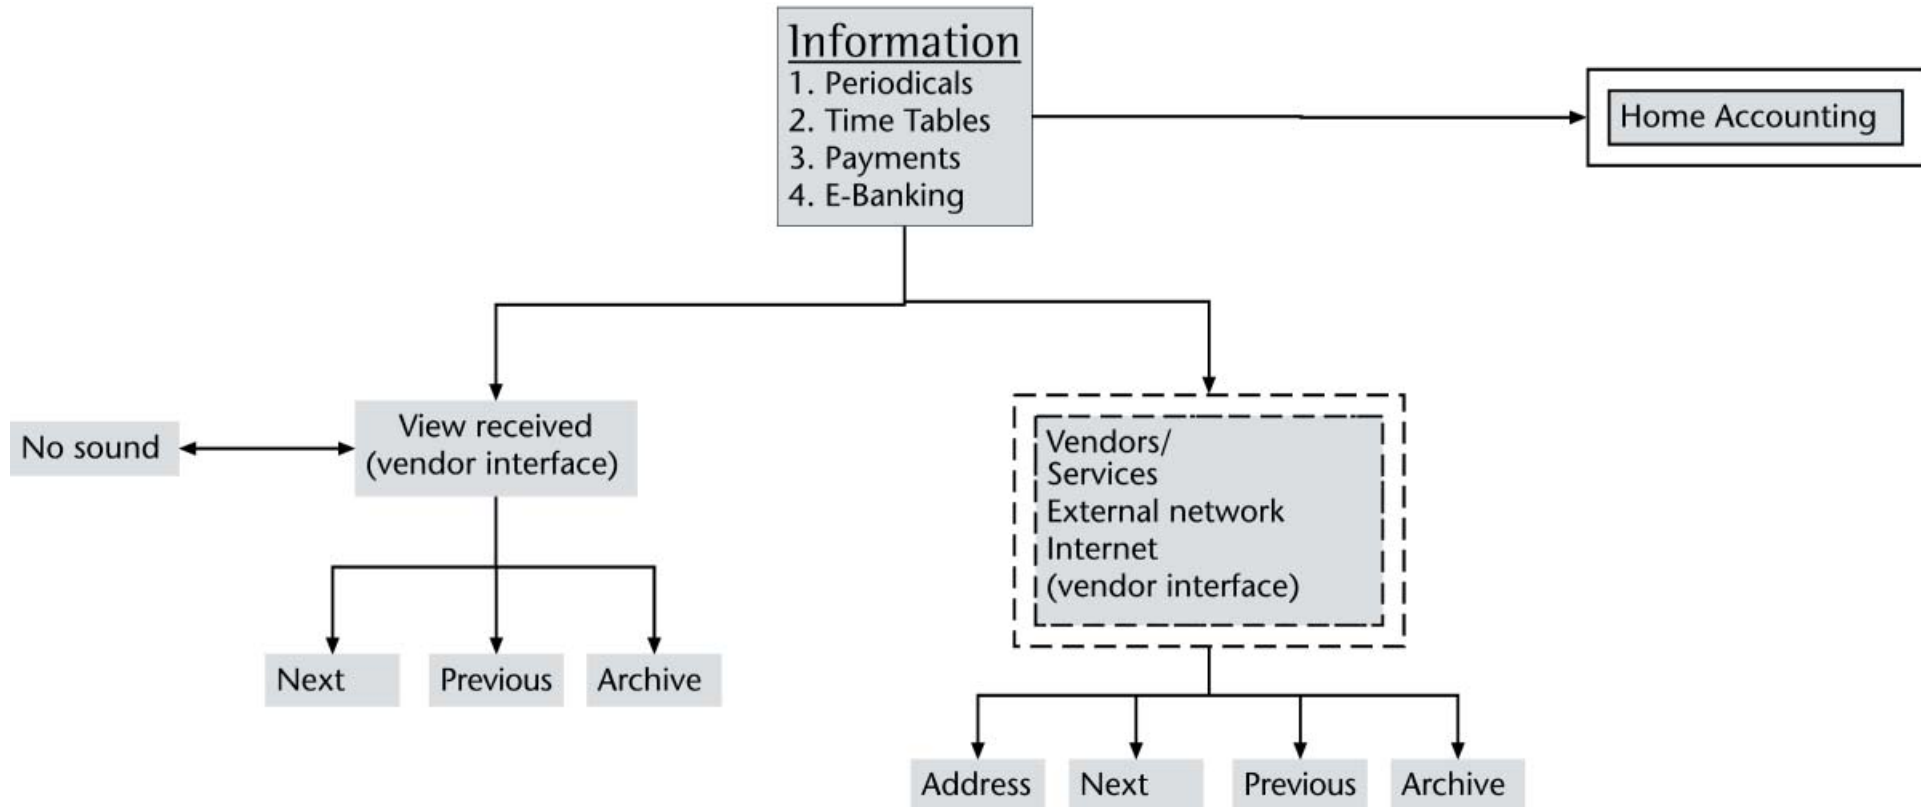 Information
1. Periodicals
2. Time Tables
3. Payments
4. E-Banking
Home Accounting
No sound
View received
(vendor interface)
Vendors/
Services
External network
Internet
(vendor interface)
Next
Previous
Archive
Address
Next
Previous
Archive